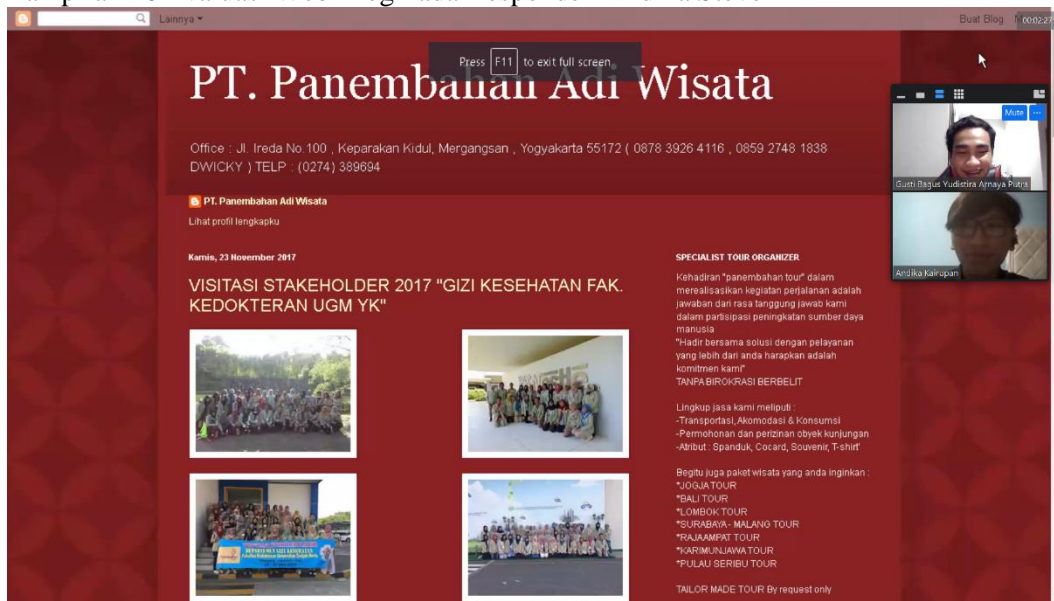 Lainnya
Buat Blog
00:02:27
Press F11 to exit full screen
PT. Panembahan Adi Wisata
Office : Jl. Ireda No.100 , Keparakan Kidul, Mergangsan , Yogyakarta 55172 ( 0878 3926 4116 , 0859 2748 1838
DWICKY ) TELP : (0274) 389694
PT. Panembahan Adi Wisata
Lihat profil lengkapku
Kamis, 23 November 2017
VISITASI STAKEHOLDER 2017 "GIZI KESEHATAN FAK.
KEDOKTERAN UGM YK"
SPECIALIST TOUR ORGANIZER
Kehadiran "panembahan tour" dalam
merealisasikan kegiatan perjalanan adalah
jawaban dari rasa tanggung jawab kami
dalam partisipasi peningkatan sumber daya
manusia
"Hadir bersama solusi dengan pelayanan
yang lebih dari anda harapkan adalah
komitmen kami"
TANPA BIROKRASI BERBELIT
Lingkup jasa kami meliputi :
-Transportasi,Akomodasi & Konsumsi
-Permohonan dan perizinan obyek kunjungan
-Atribut : Spanduk, Cocard, Souvenir, T-shirt'
Begitu juga paket wisata yang anda inginkan :
*JOGJA TOUR
*BALI TOUR
*LOMBOK TOUR
*SURABAYA - MALANG TOUR
*RAJAAMPAT TOUR
*KARIMUNJAWA TOUR
*PULAU SERIBU TOUR
TAILOR MADE TOUR By request only
Mute
Gusti Bagus Yudistira Arnaya Putra
Andika Kairupan